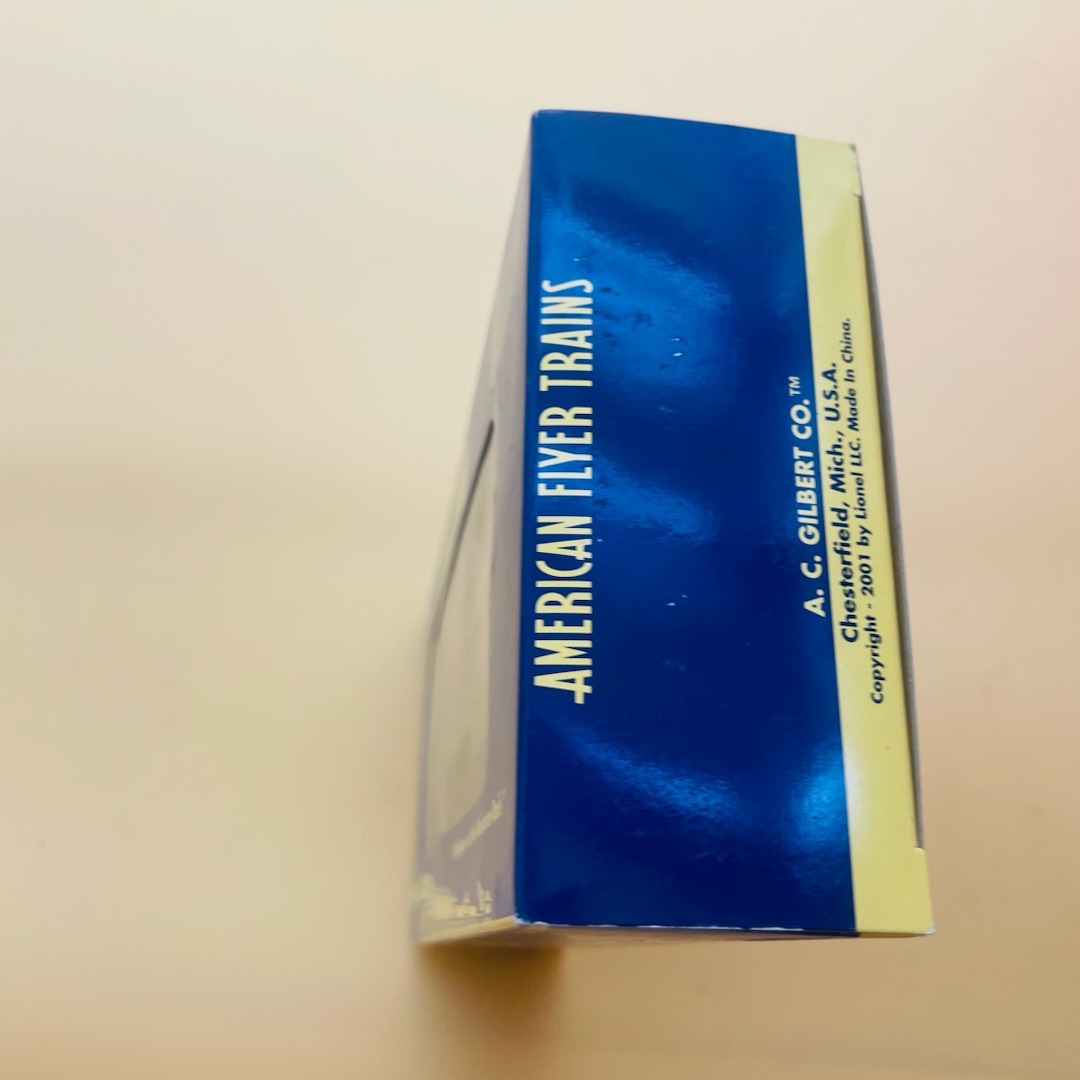 AMERICAN FLYER TRAINS
A. C. GILBERT CO.™
Chesterfield, Mich., U.S.A.
Copyright - 2001 by Lionel LLC. Made In China.